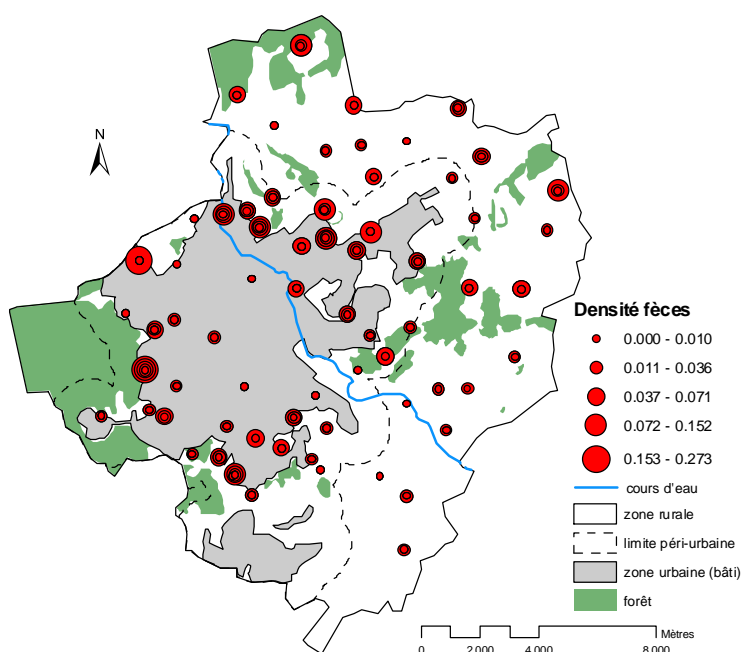 N
Densité fèces
0.000 - 0.010
0.011 - 0.036
0.037 - 0.071
0.072 - 0.152
0.153 - 0.273
cours d'eau
zone rurale
limite péri-urbaine
zone urbaine (bâti)
forêt
Mètres
0 2 000 4 000 8 000